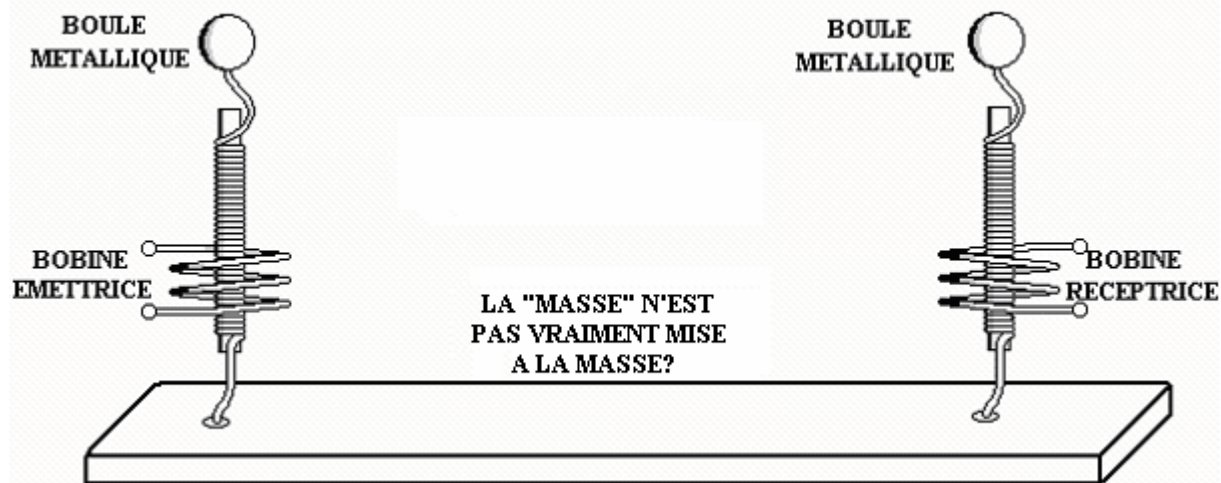 BOULE
METALLIQUE
BOULE
METALLIQUE
BOBINE
EMETTRICE
BOBINE
RECEPTRICE
LA "MASSE" N'EST
PAS VRAIMENT MISE
A LA MASSE?